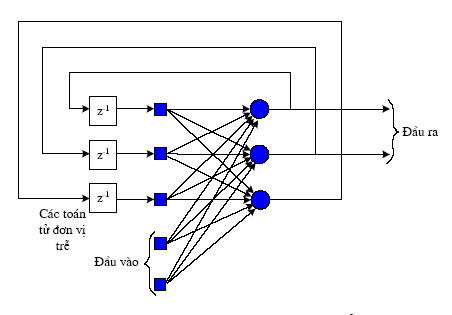 z-1
z-1
z-1
Đầu ra
Các toán
tử đơn vị
trễ
Đầu vào